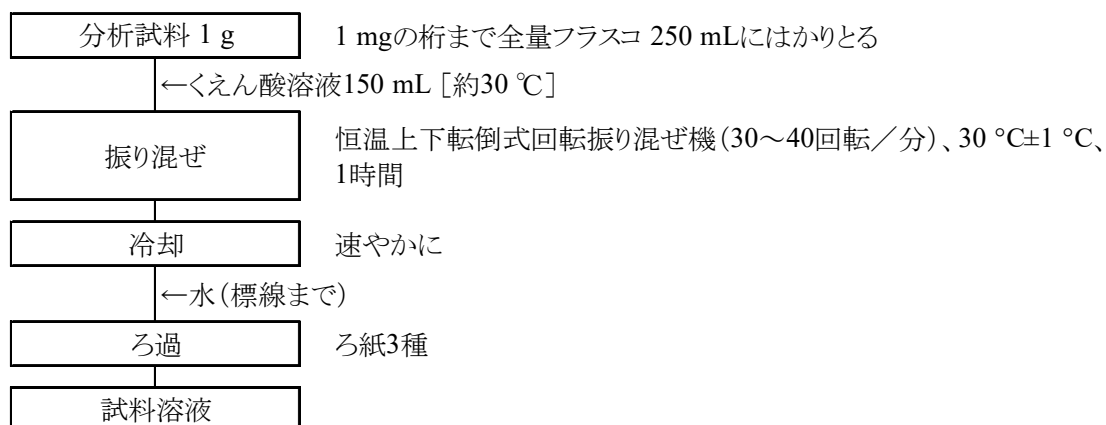 分析試料 1 g
1 mgの桁まで全量フラスコ 250 mLにはかりとる
←くえん酸溶液150 mL [約30 ℃]
振り混ぜ
恒温上下転倒式回転振り混ぜ機(30~40回転/分)、30 °C±1 °C、
1時間
冷却
速やかに
←水(標線まで)
ろ過
ろ紙3種
試料溶液